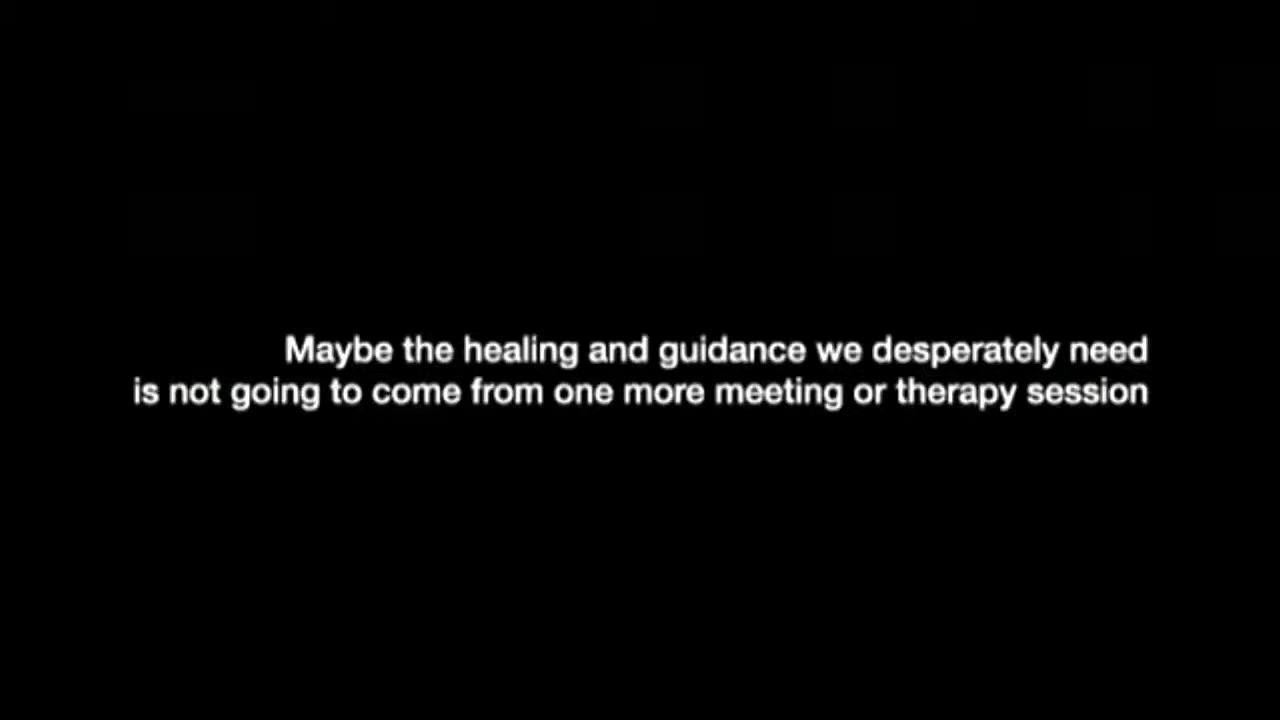 Maybe the healing and guidance we desperately need
is not going to come from one more meeting or therapy session